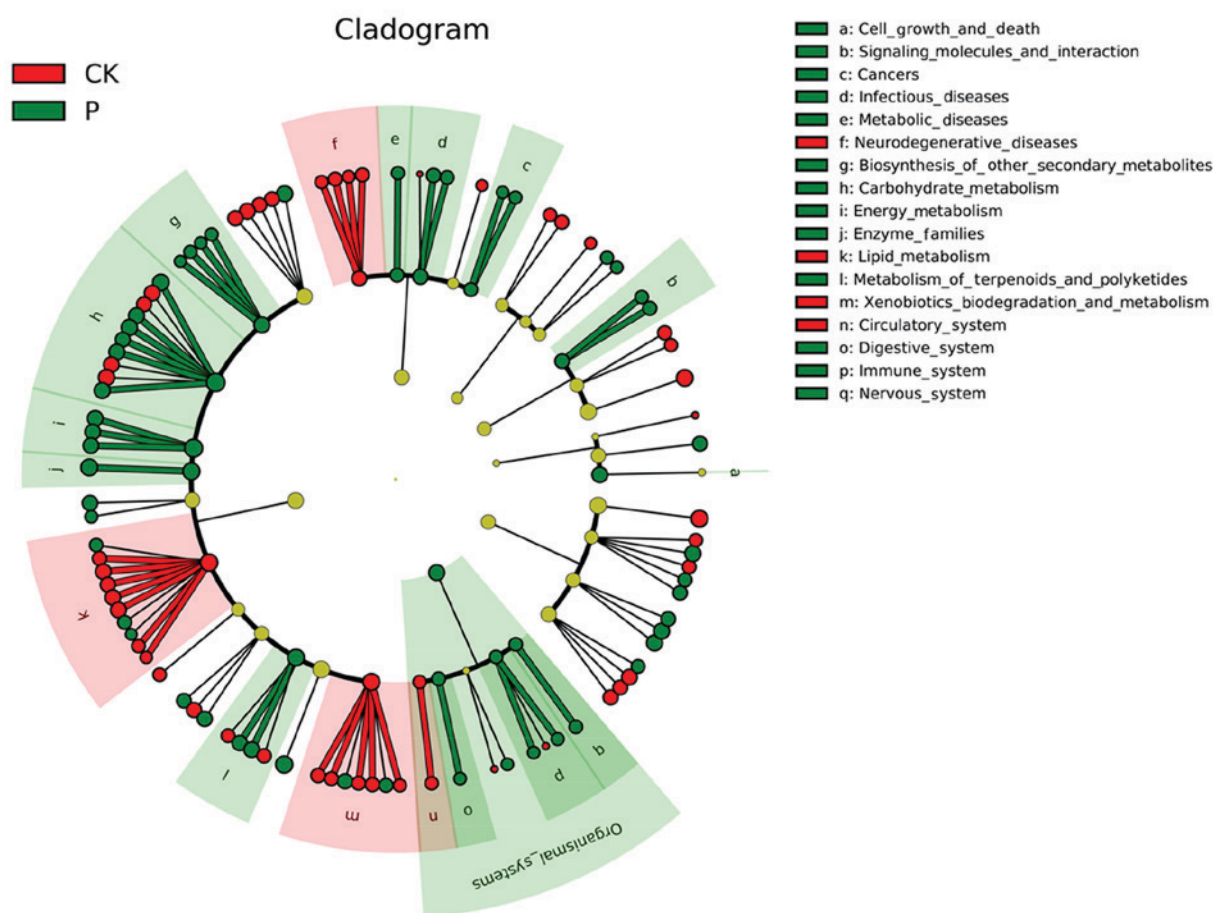 Cladogram
CK
P
a: Cell_growth_and_death
b: Signaling_molecules_and_interaction
c: Cancers
d: Infectious_diseases
e: Metabolic_diseases
f: Neurodegenerative_diseases
g: Biosynthesis_of_other_secondary_metabolites
h: Carbohydrate_metabolism
i: Energy_metabolism
j: Enzyme_families
k: Lipid_metabolism
l: Metabolism_of_terpenoids_and_polyketides
m: Xenobiotics_biodegradation_and_metabolism
n: Circulatory_system
o: Digestive_system
p: Immune_system
q: Nervous_system
f
e
d
c
b
a
g
h
i
j
k
l
m
n
o
p
q
Organismal_systems